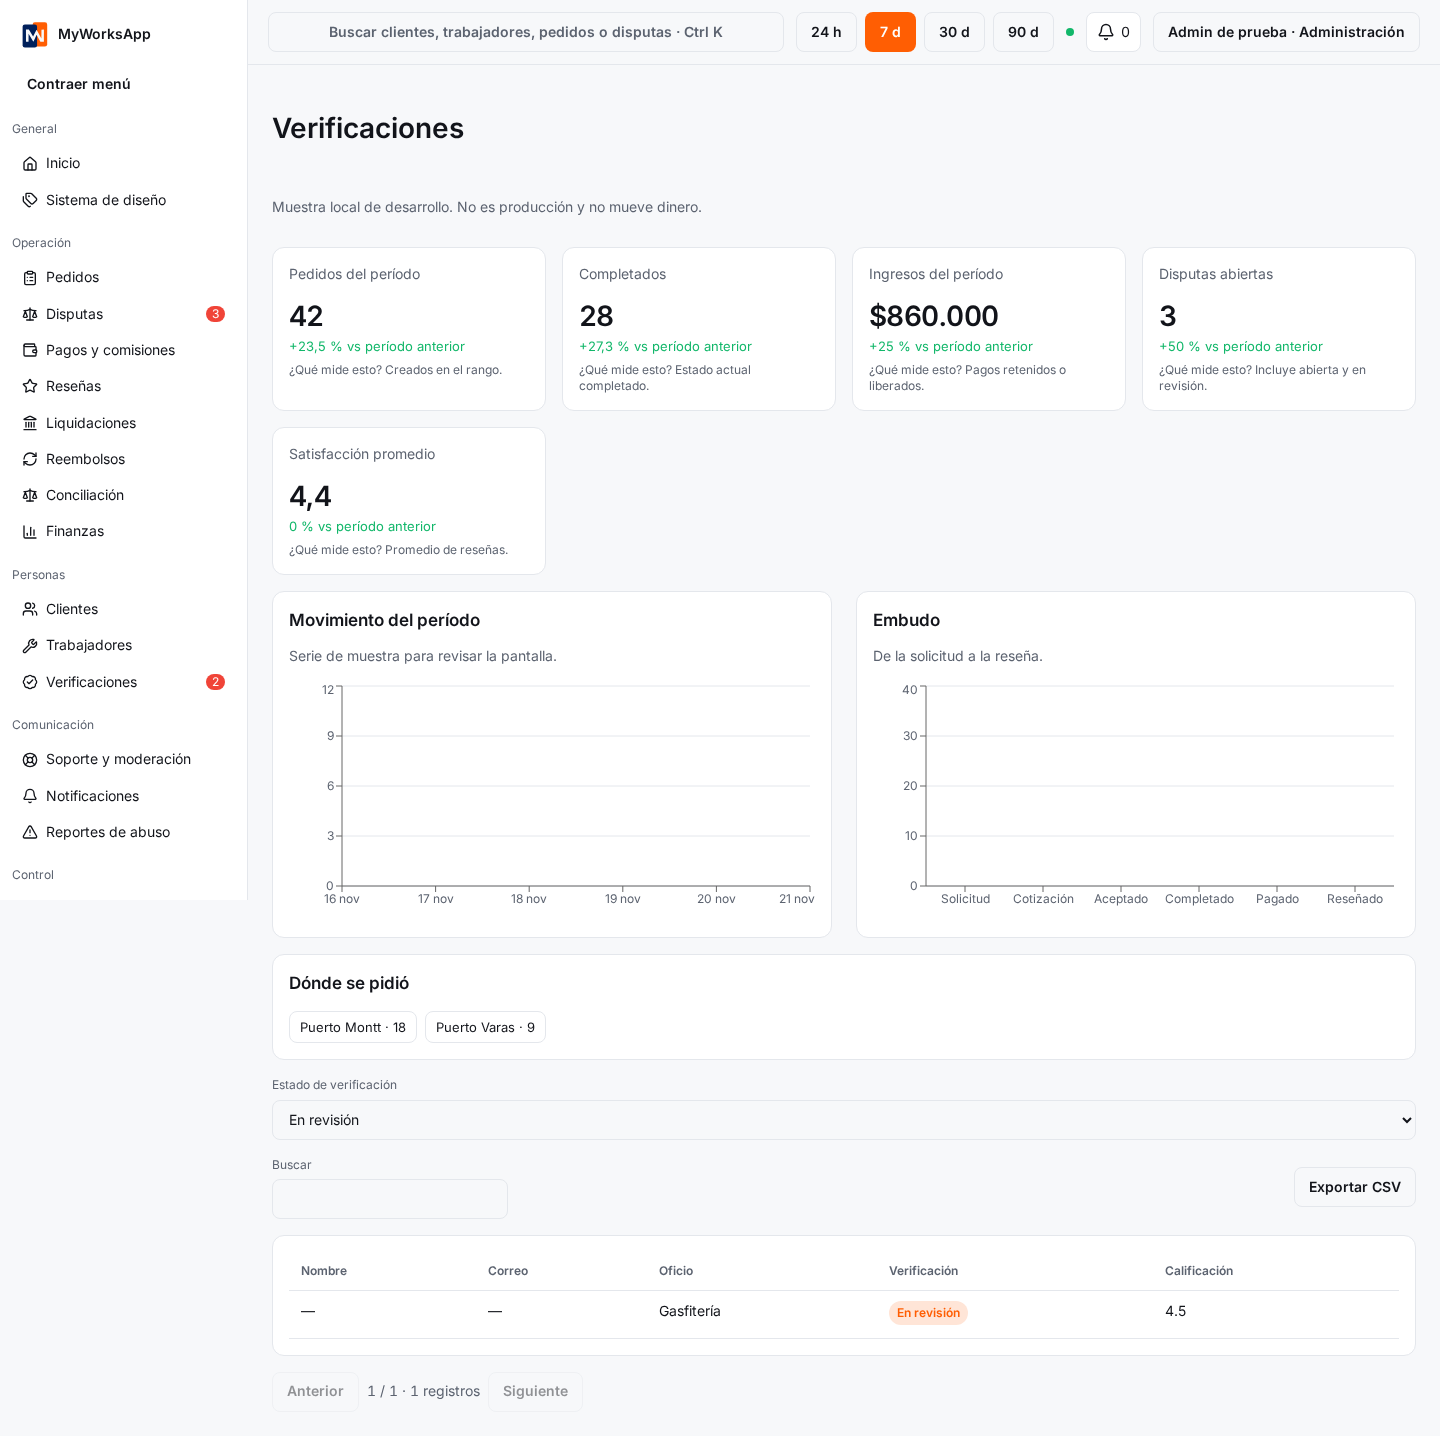 MyWorksApp
Contraer menú
General
Inicio
Sistema de diseño
Operación
Pedidos
Disputas 3
Pagos y comisiones
Reseñas
Liquidaciones
Reembolsos
Conciliación
Finanzas
Personas
Clientes
Trabajadores
Verificaciones 2
Comunicación
Soporte y moderación
Notificaciones
Reportes de abuso
Control
Buscar clientes, trabajadores, pedidos o disputas · Ctrl K
24 h
7 d
30 d
90 d
0
Admin de prueba · Administración
Verificaciones
Muestra local de desarrollo. No es producción y no mueve dinero.
Pedidos del período
42
+23,5 % vs período anterior
¿Qué mide esto? Creados en el rango.
Completados
28
+27,3 % vs período anterior
¿Qué mide esto? Estado actual
completado.
Ingresos del período
$860.000
+25 % vs período anterior
¿Qué mide esto? Pagos retenidos o
liberados.
Disputas abiertas
3
+50 % vs período anterior
¿Qué mide esto? Incluye abierta y en
revisión.
Satisfacción promedio
4,4
0 % vs período anterior
¿Qué mide esto? Promedio de reseñas.
Movimiento del período
Serie de muestra para revisar la pantalla.
12
9
6
3
0
16 nov 17 nov 18 nov 19 nov 20 nov 21 nov
Embudo
De la solicitud a la reseña.
40
30
20
10
0
Solicitud Cotización Aceptado Completado Pagado Reseñado
Dónde se pidió
Puerto Montt · 18
Puerto Varas · 9
Estado de verificación
En revisión
Buscar
Exportar CSV
Nombre Correo Oficio Verificación Calificación
— — Gasfitería En revisión 4.5
Anterior 1 / 1 · 1 registros Siguiente